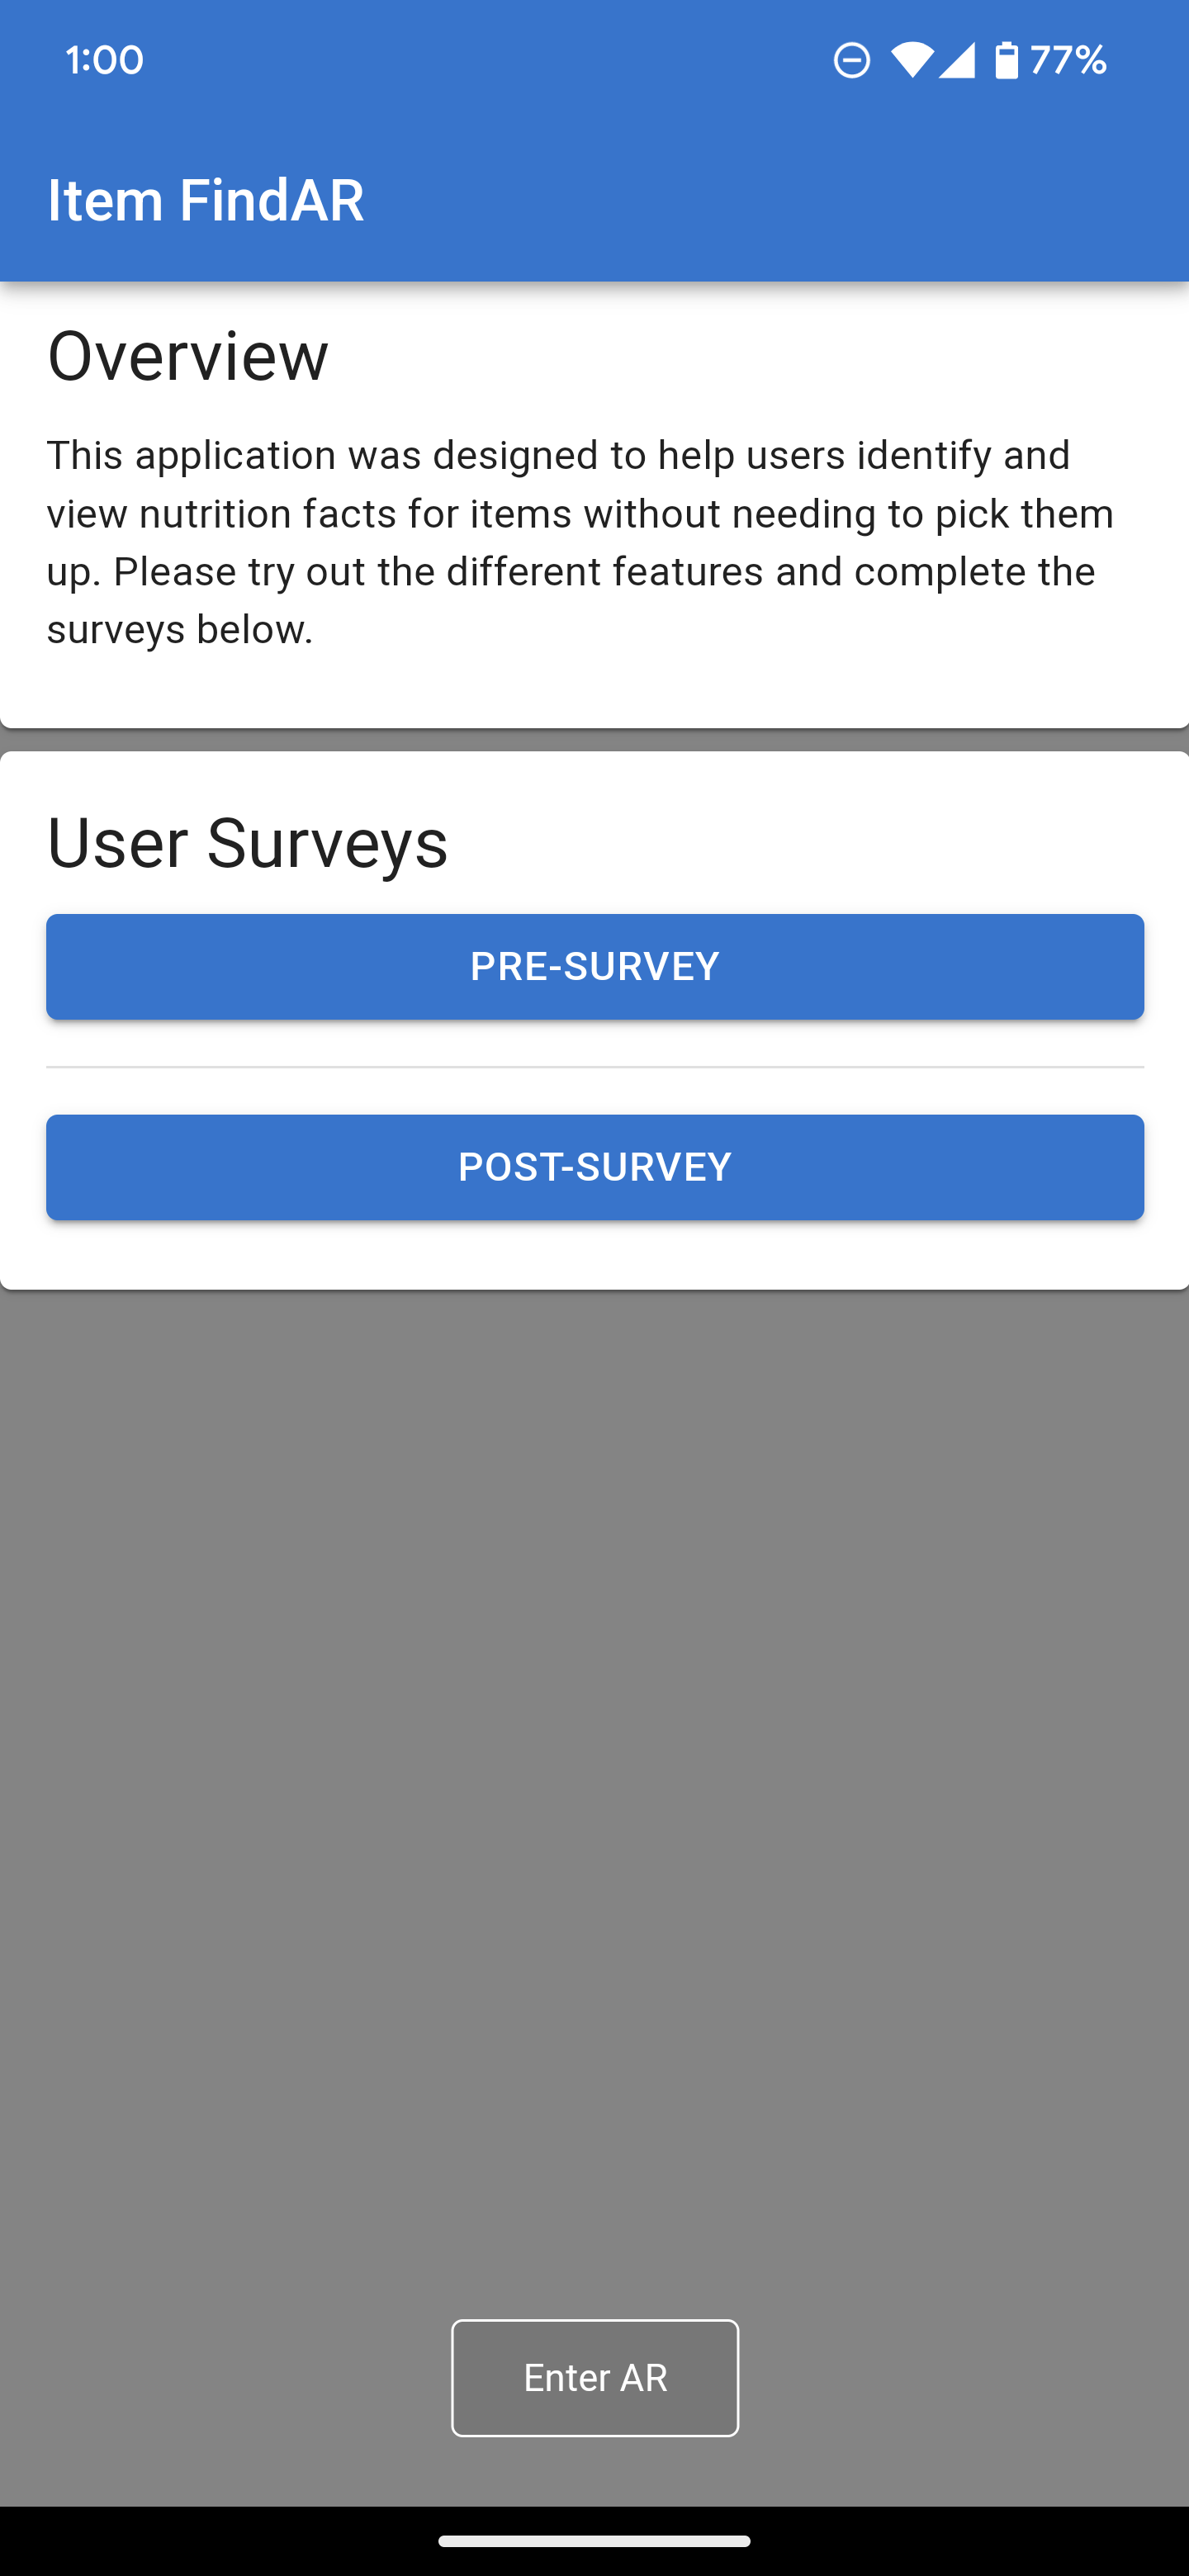 1:00
77%
Item FindAR
Overview
This application was designed to help users identify and
view nutrition facts for items without needing to pick them
up. Please try out the different features and complete the
surveys below.
User Surveys
PRE-SURVEY
POST-SURVEY
Enter AR